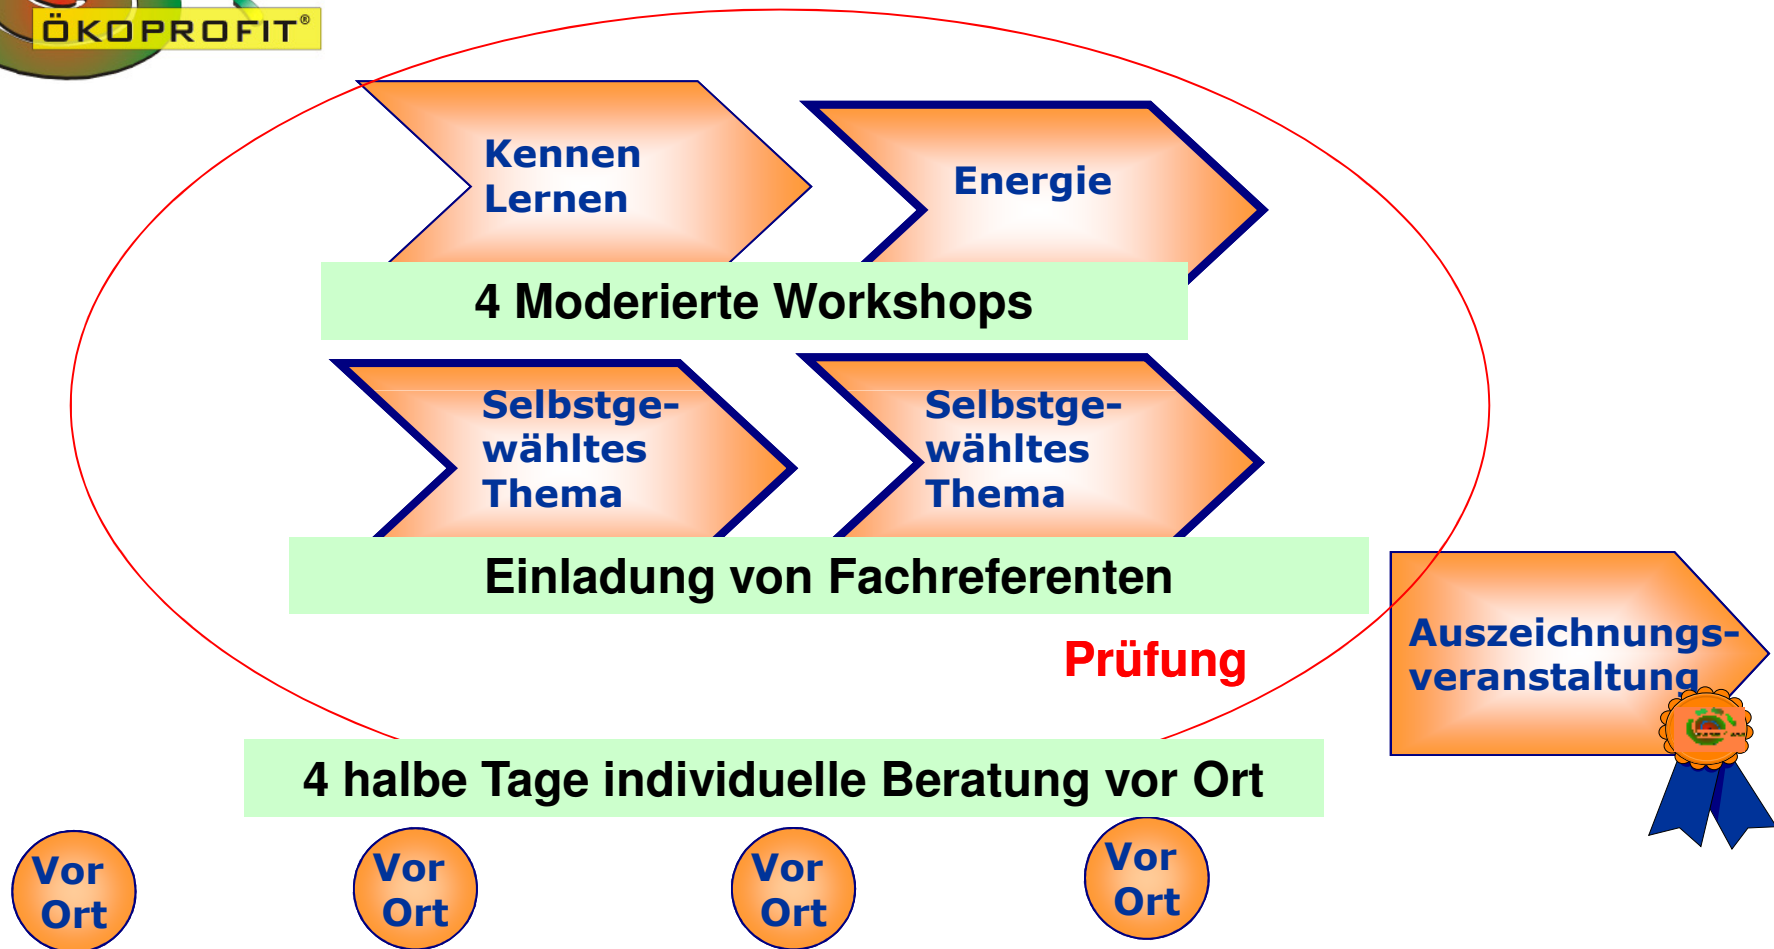 ÖKOPROFIT®
Kennen
Lernen
Energie
4 Moderierte Workshops
Selbstge-
wähltes
Thema
Selbstge-
wähltes
Thema
Einladung von Fachreferenten
Prüfung
Auszeichnungs-
veranstaltung
4 halbe Tage individuelle Beratung vor Ort
Vor
Ort
Vor
Ort
Vor
Ort
Vor
Ort